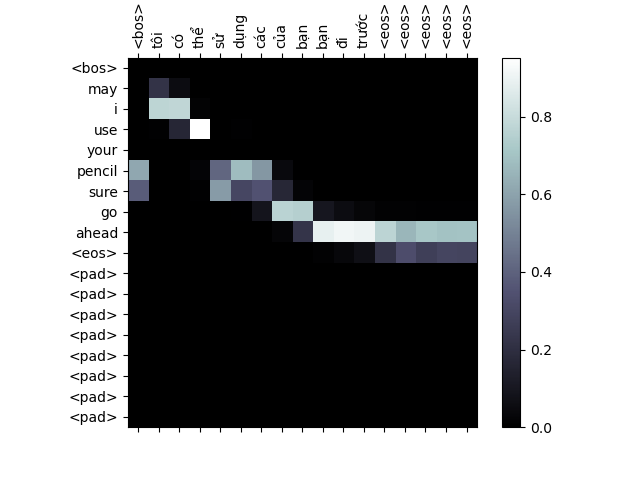 <bos> tôi có thể sử dụng các của bạn bạn đi trước <eos> <eos> <eos> <eos> <eos>
<bos>
may
i
use
your
pencil
sure
go
ahead
<eos>
<pad>
<pad>
<pad>
<pad>
<pad>
<pad>
<pad>
<pad>
0.8
0.6
0.4
0.2
0.0